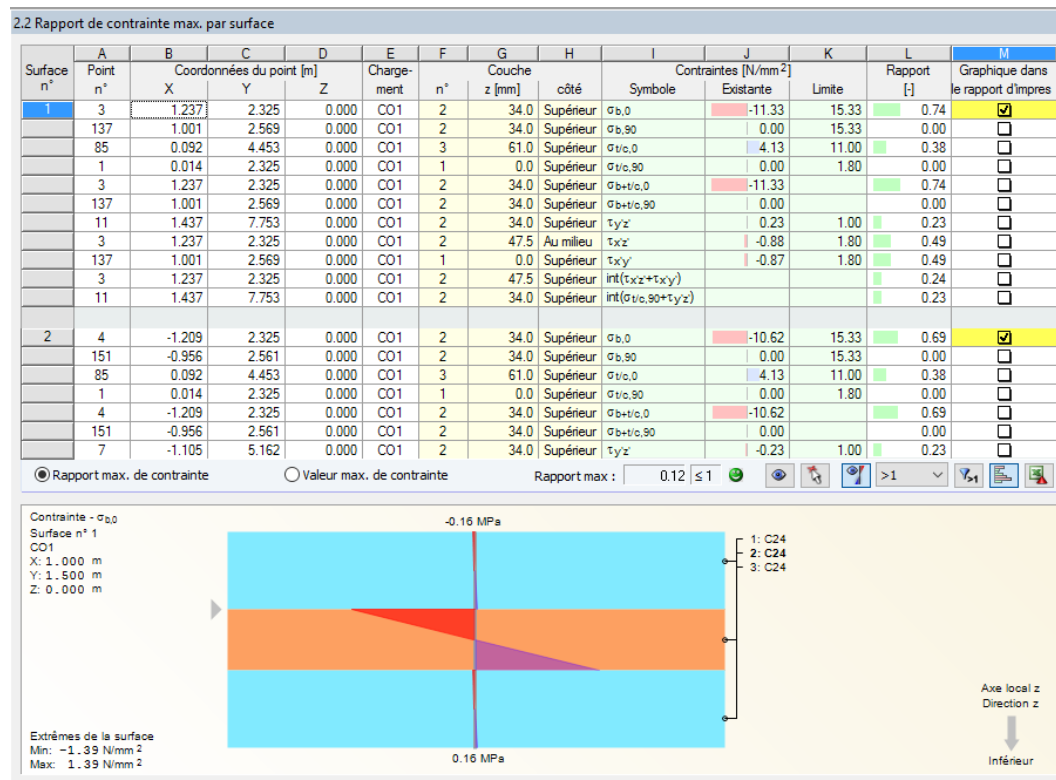 2.2 Rapport de contrainte max. par surface
A B C D E F G H I J K L M
Surface Point Coordonnées du point [m] Charge- Couche Contraintes [N/mm²] Rapport Graphique dans
n° n° X Y Z ment n° z [mm] côté Symbole Existante Limite [-] le rapport d'impres
1 3 1.237 2.325 0.000 CO1 2 34.0 Supérieur σb,0 -11.33 15.33 0.74
137 1.001 2.569 0.000 CO1 2 34.0 Supérieur σb,90 0.00 15.33 0.00
85 0.092 4.453 0.000 CO1 3 61.0 Supérieur σt/c,0 4.13 11.00 0.38
1 0.014 2.325 0.000 CO1 1 0.0 Supérieur σt/c,90 0.00 1.80 0.00
3 1.237 2.325 0.000 CO1 2 34.0 Supérieur σb+t/c,0 -11.33 0.74
137 1.001 2.569 0.000 CO1 2 34.0 Supérieur σb+t/c,90 0.00 0.00
11 1.437 7.753 0.000 CO1 2 34.0 Supérieur τy'z' 0.23 1.00 0.23
3 1.237 2.325 0.000 CO1 2 47.5 Au milieu τx'z' -0.88 1.80 0.49
137 1.001 2.569 0.000 CO1 1 0.0 Supérieur τx'y' -0.87 1.80 0.49
3 1.237 2.325 0.000 CO1 2 47.5 Supérieur int(τx'z'+τx'y') 0.24
11 1.437 7.753 0.000 CO1 2 34.0 Supérieur int(σt/c,90+τy'z') 0.23
2 4 -1.209 2.325 0.000 CO1 2 34.0 Supérieur σb,0 -10.62 15.33 0.69
151 -0.956 2.561 0.000 CO1 2 34.0 Supérieur σb,90 0.00 15.33 0.00
85 0.092 4.453 0.000 CO1 3 61.0 Supérieur σt/c,0 4.13 11.00 0.38
1 0.014 2.325 0.000 CO1 1 0.0 Supérieur σt/c,90 0.00 1.80 0.00
4 -1.209 2.325 0.000 CO1 2 34.0 Supérieur σb+t/c,0 -10.62 0.69
151 -0.956 2.561 0.000 CO1 2 34.0 Supérieur σb+t/c,90 0.00 0.00
7 -1.105 5.162 0.000 CO1 2 34.0 Supérieur τy'z' -0.23 1.00 0.23
Rapport max. de contrainte Valeur max. de contrainte Rapport max : 0.12 ≤ 1 >1 >1
Contrainte - σb,0
Surface n° 1
CO1
X: 1.000 m
Y: 1.500 m
Z: 0.000 m
-0.16 MPa
1: C24
2: C24
3: C24
Axe local z
Direction z
Inférieur
Extrêmes de la surface
Min: -1.39 N/mm²
Max: 1.39 N/mm²
0.16 MPa